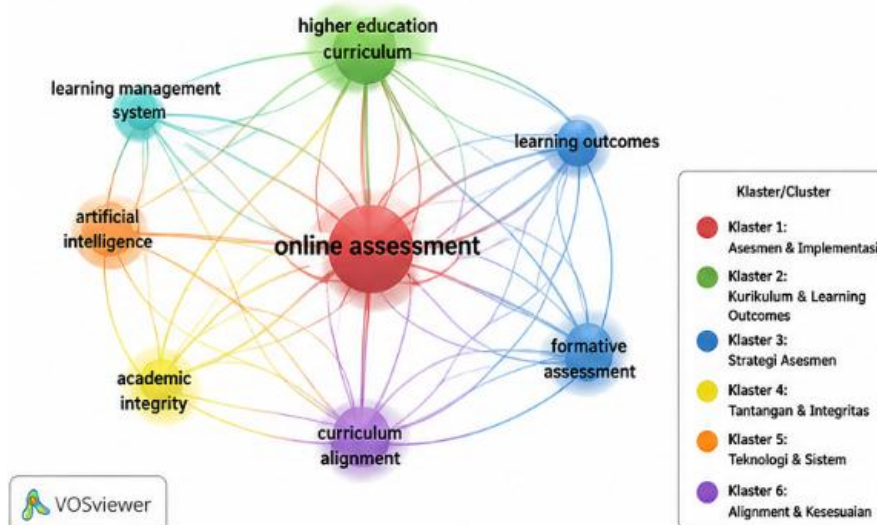 higher education
curriculum
learning management
system
learning outcomes
artificial
intelligence
online assessment
formative
assessment
academic
integrity
curriculum
alignment
VOSviewer
Klaster/Cluster
Klaster 1:
Asesmen & Implementasi
Klaster 2:
Kurikulum & Learning
Outcomes
Klaster 3:
Strategi Asesmen
Klaster 4:
Tantangan & Integritas
Klaster 5:
Teknologi & Sistem
Klaster 6:
Alignment & Kesesuaian